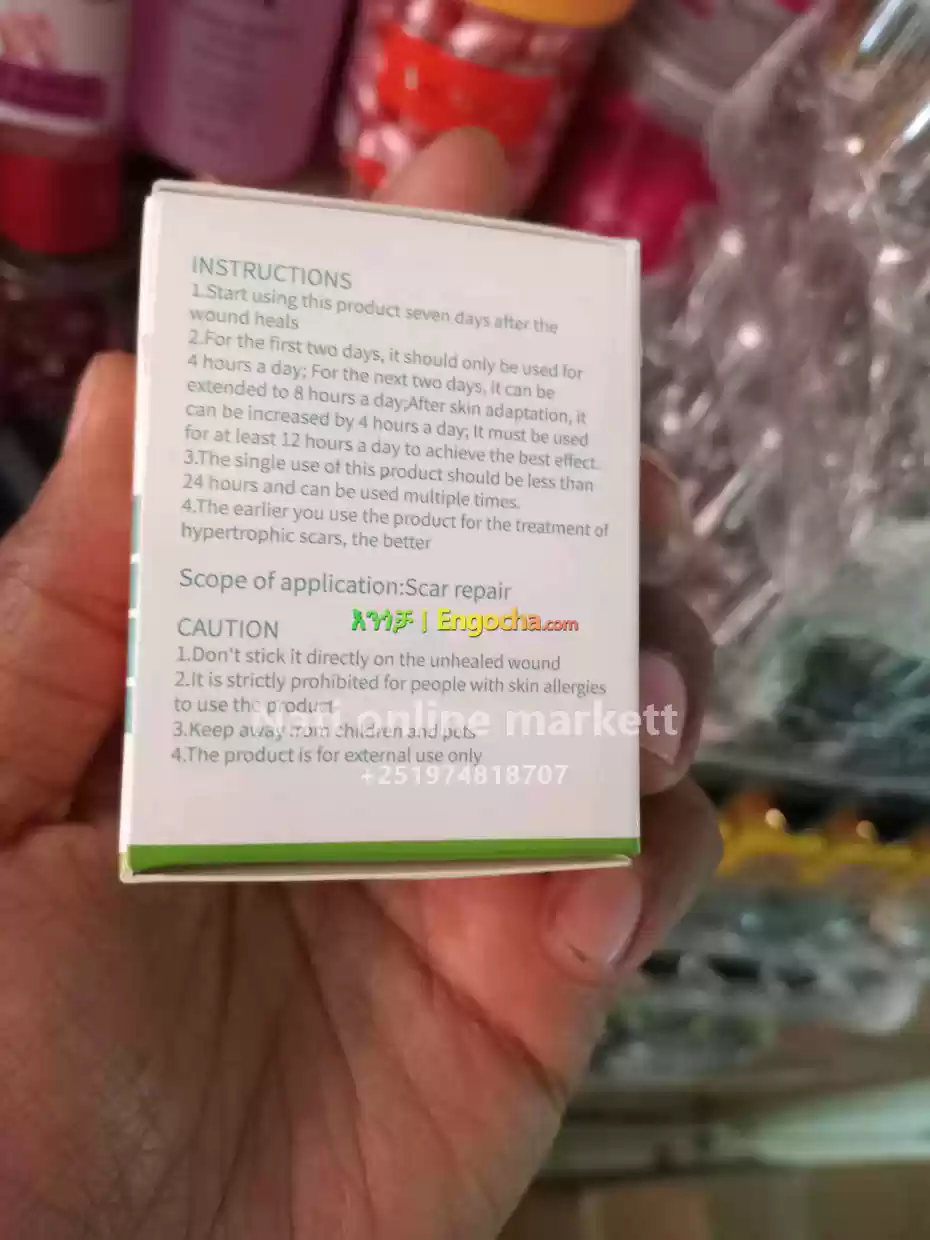 INSTRUCTIONS
1.Start using this product seven days after the
wound heals
2.For the first two days, it should only be used for
4 hours a day; For the next two days, it can be
extended to 8 hours a day;After skin adaptation, it
can be increased by 4 hours a day; It must be used
for at least 12 hours a day to achieve the best effect.
3.The single use of this product should be less than
24 hours and can be used multiple times.
4.The earlier you use the product for the treatment of
hypertrophic scars, the better
Scope of application:Scar repair
እንጎቻ | Engocha.com
CAUTION
1.Don't stick it directly on the unhealed wound
2.It is strictly prohibited for people with skin allergies
to use the product
Nati online markett
3.Keep away from children and pets
4.The product is for external use only
+251974818707